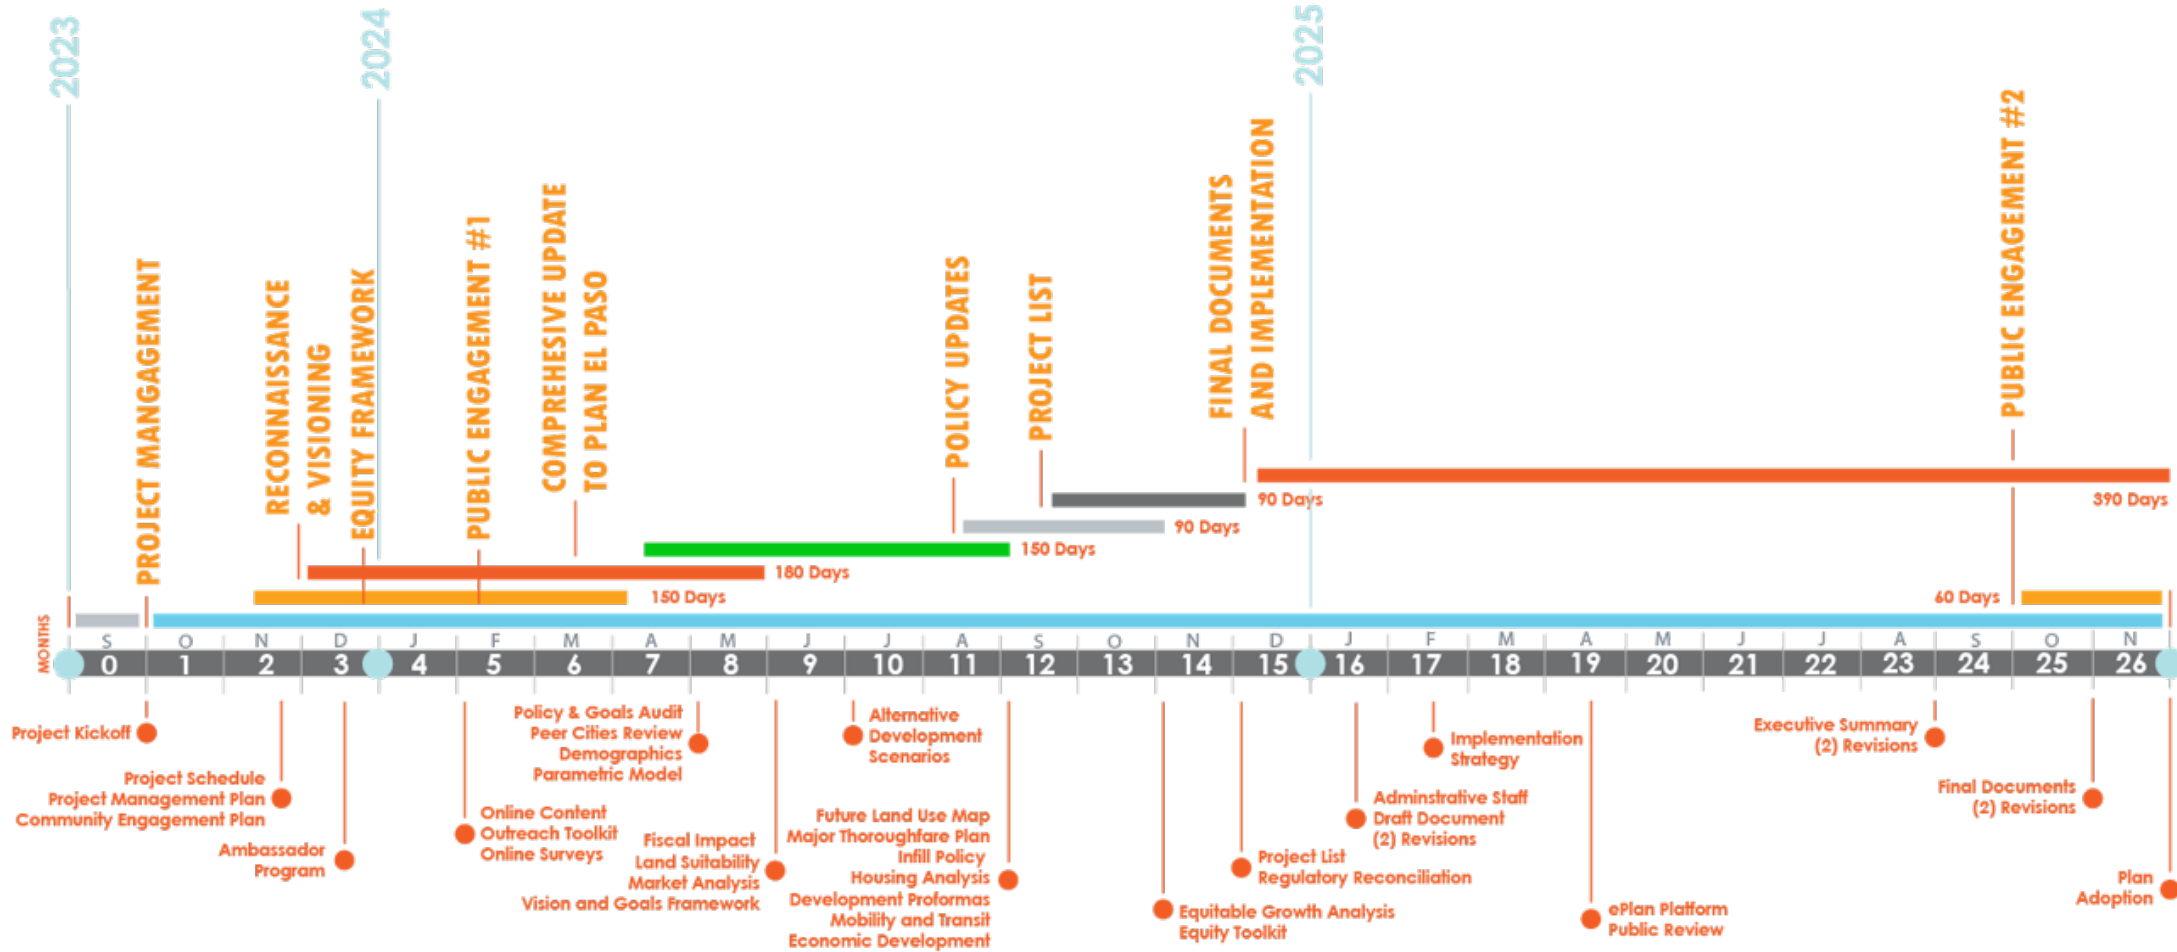 2023
2024
2025
PROJECT MANGAGEMENT
RECONNAISSANCE
& VISIONING
EQUITY FRAMEWORK
PUBLIC ENGAGEMENT #1
COMPREHESIVE UPDATE
TO PLAN EL PASO
POLICY UPDATES
PROJECT LIST
FINAL DOCUMENTS
AND IMPLEMENTATION
PUBLIC ENGAGEMENT #2
390 Days
90 Days
90 Days
150 Days
180 Days
150 Days
60 Days
MONTHS
S O N D J F M A M J J A S O N D J F M A M J J A S O N
0 1 2 3 4 5 6 7 8 9 10 11 12 13 14 15 16 17 18 19 20 21 22 23 24 25 26
Project Kickoff
Project Schedule
Project Management Plan
Community Engagement Plan
Ambassador
Program
Online Content
Outreach Toolkit
Online Surveys
Policy & Goals Audit
Peer Cities Review
Demographics
Parametric Model
Fiscal Impact
Land Suitability
Market Analysis
Vision and Goals Framework
Alternative
Development
Scenarios
Future Land Use Map
Major Thoroughfare Plan
Infill Policy
Housing Analysis
Development Proformas
Mobility and Transit
Economic Development
Equitable Growth Analysis
Equity Toolkit
Project List
Regulatory Reconciliation
Adminstrative Staff
Draft Document
(2) Revisions
Implementation
Strategy
ePlan Platform
Public Review
Executive Summary
(2) Revisions
Final Documents
(2) Revisions
Plan
Adoption